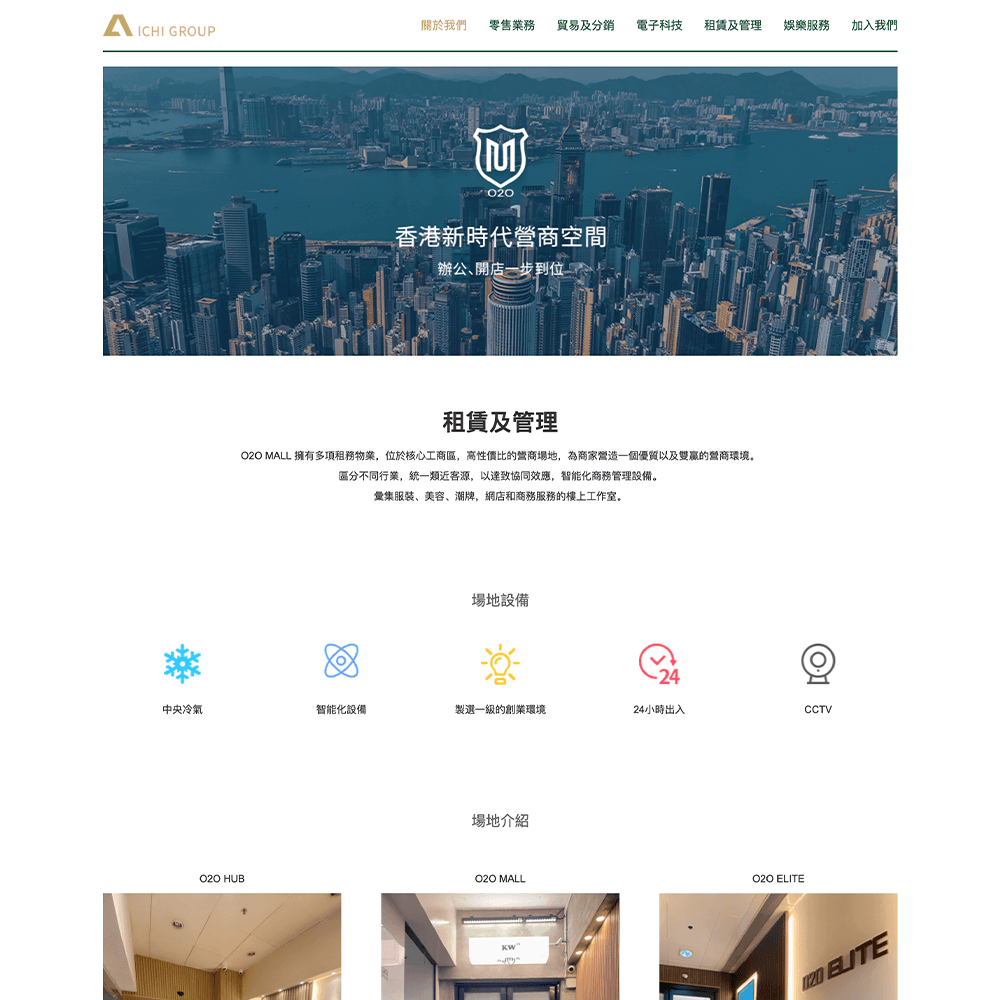 ICHI GROUP
關於我們 零售業務 貿易及分銷 電子科技 租賃及管理 娛樂服務 加入我們
M
O2O
香港新時代營商空間
辦公、開店一步到位
租賃及管理
O2O MALL 擁有多項租務物業，位於核心工商區，高性價比的營商場地，為商家營造一個優質以及雙贏的營商環境。
區分不同行業，統一類近客源，以達致協同效應，智能化商務管理設備。
彙集服裝、美容、潮牌，網店和商務服務的樓上工作室。
場地設備
24
中央冷氣 智能化設備 製選一級的創業環境 24小時出入 CCTV
場地介紹
O2O HUB O2O MALL O2O ELITE
KW
O2O ELITE